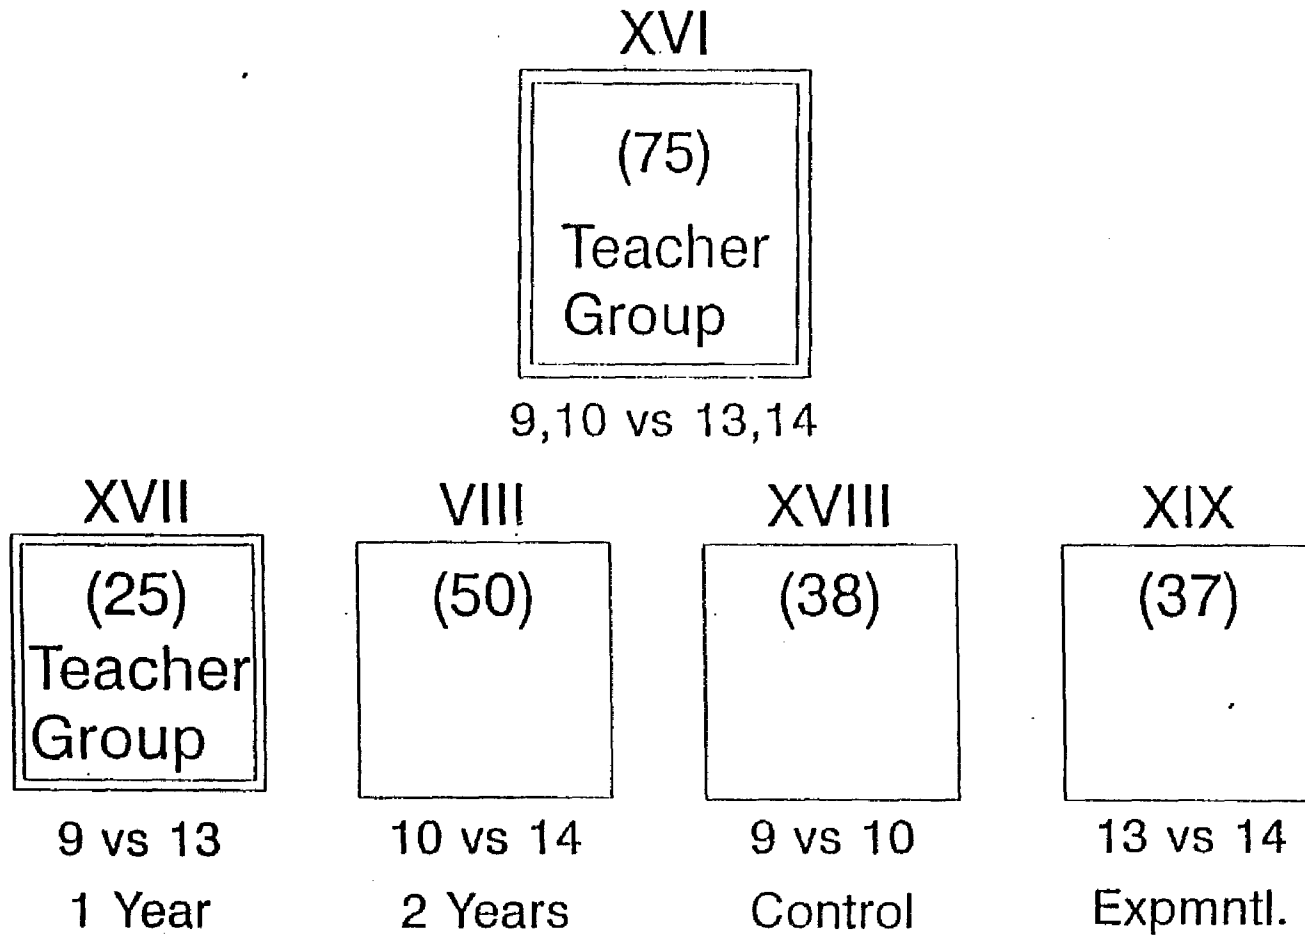 XVI
(75)
Teacher
Group
9,10 vs 13,14
XVII VIII XVIII XIX
(25) (50) (38) (37)
Teacher
Group
9 vs 13 10 vs 14 9 vs 10 13 vs 14
1 Year 2 Years Control Expmntl.